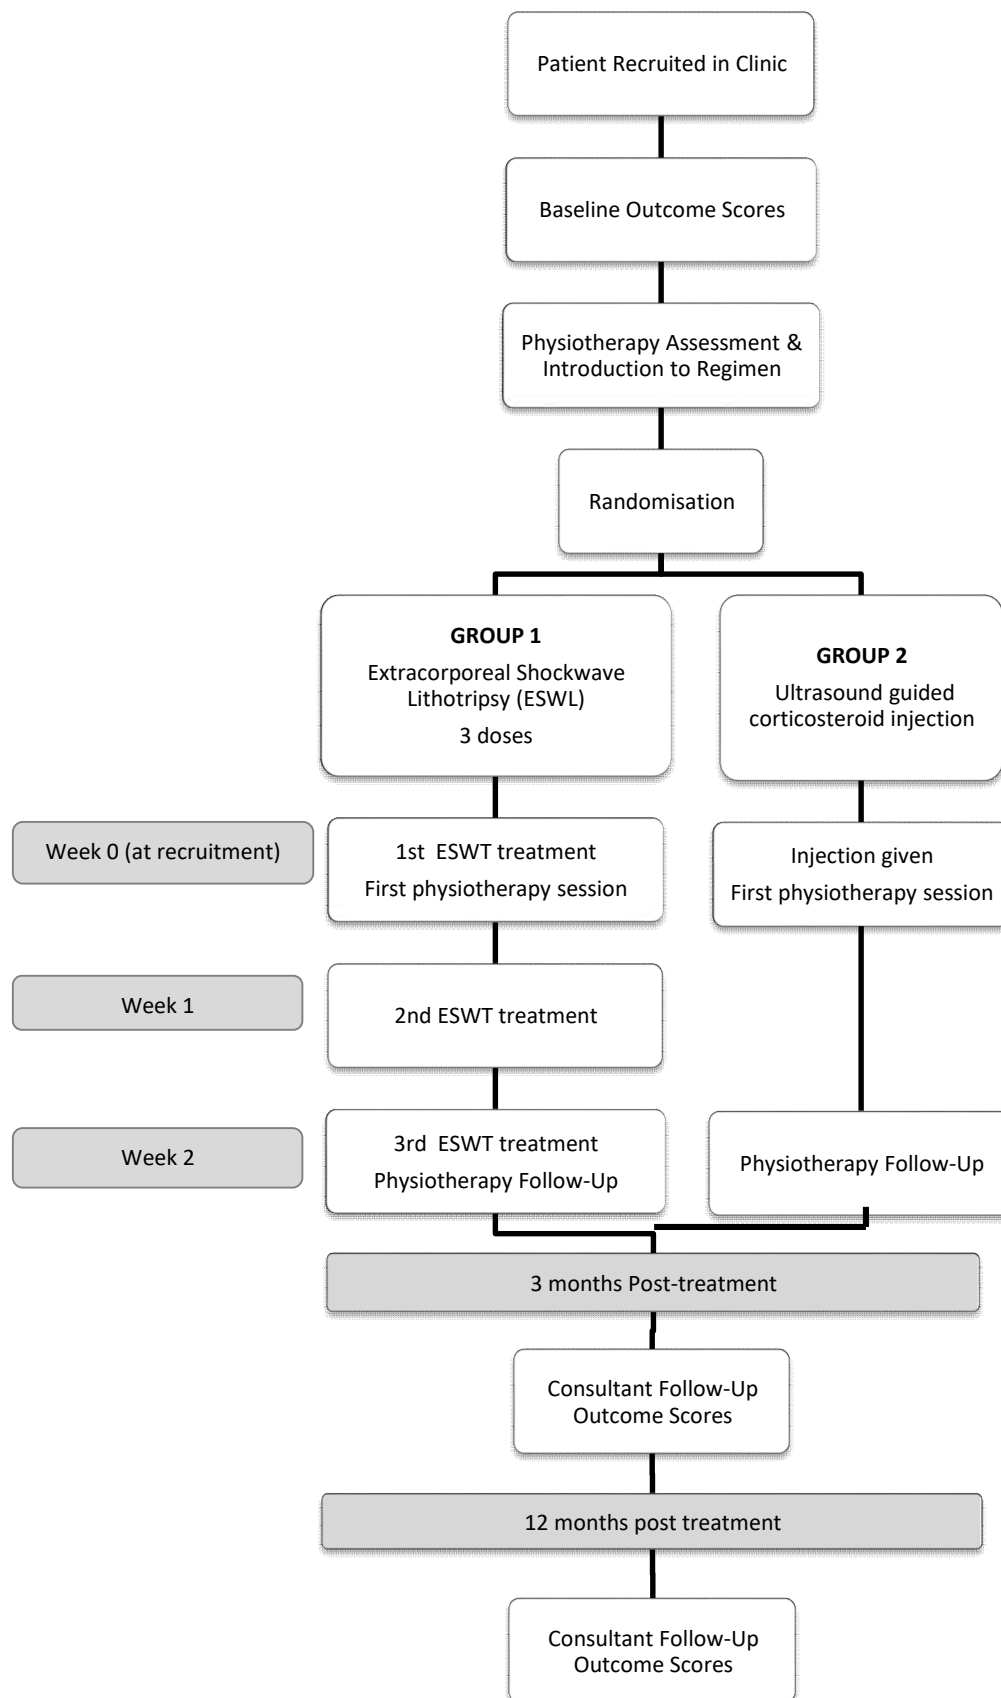 Patient Recruited in Clinic
Baseline Outcome Scores
Physiotherapy Assessment &
Introduction to Regimen
Randomisation
GROUP 1
Extracorporeal Shockwave
Lithotripsy (ESWL)
3 doses
GROUP 2
Ultrasound guided
corticosteroid injection
Week 0 (at recruitment)
1st ESWT treatment
First physiotherapy session
Injection given
First physiotherapy session
Week 1
2nd ESWT treatment
Week 2
3rd ESWT treatment
Physiotherapy Follow-Up
Physiotherapy Follow-Up
3 months Post-treatment
Consultant Follow-Up
Outcome Scores
12 months post treatment
Consultant Follow-Up
Outcome Scores